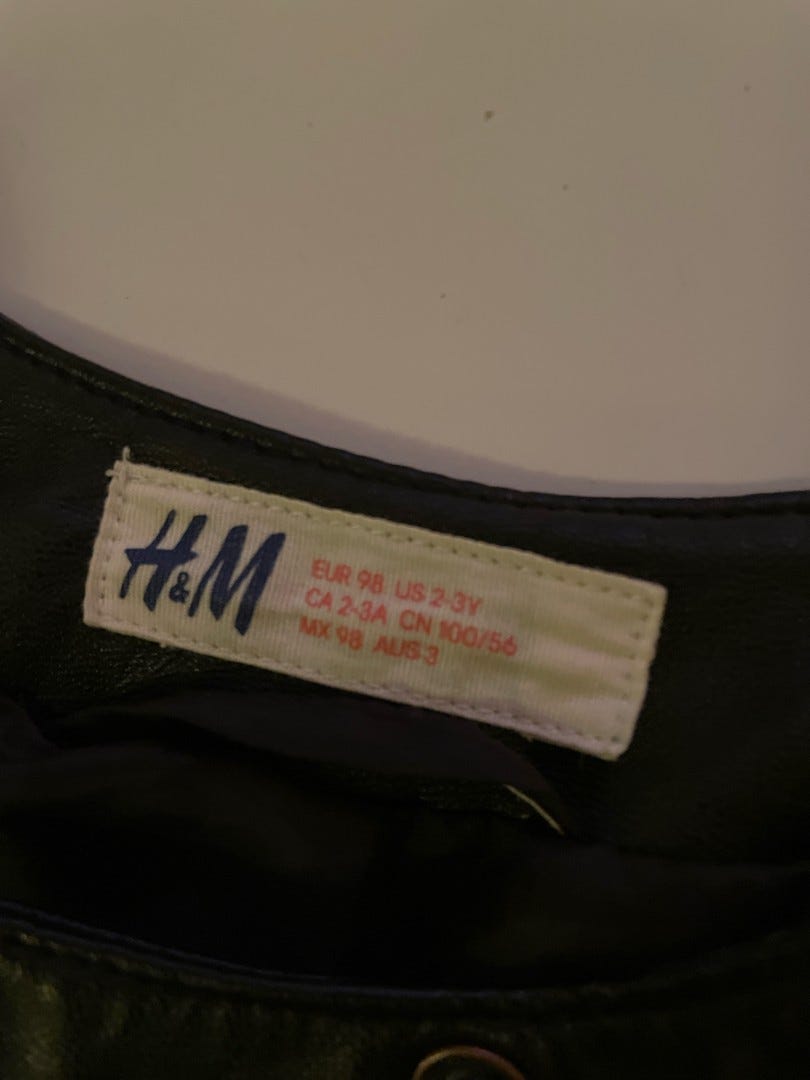 H&M
EUR 98 US 2-3Y
CA 2-3A CN 100/56
MX 98 AUS 3